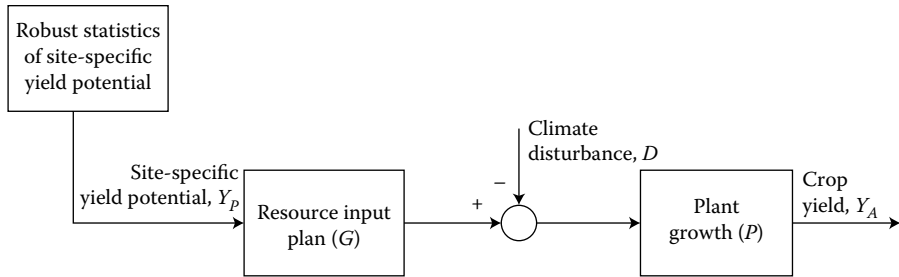 Robust statistics
of site-specific
yield potential
Climate
disturbance, D
−
Site-specific
yield potential, Y_P
Resource input
plan (G)
+
Plant
growth (P)
Crop
yield, Y_A